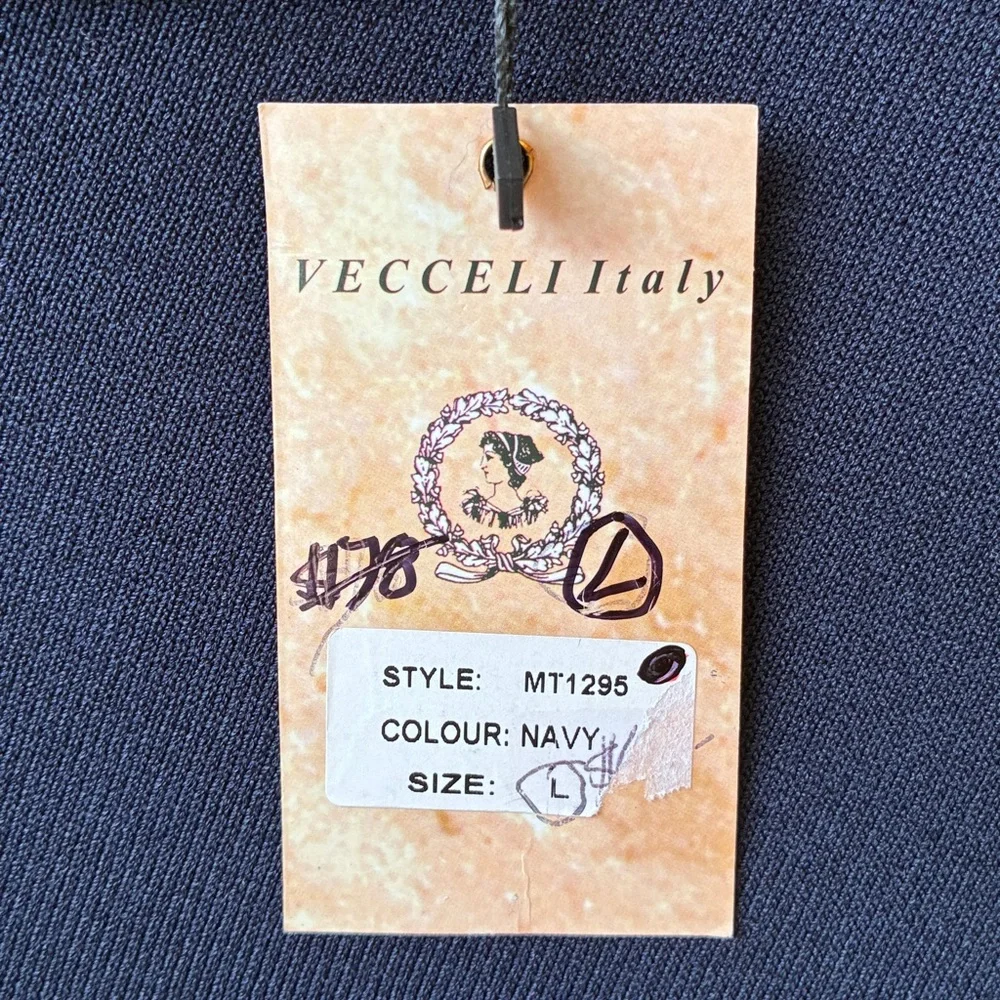 VECCELI Italy
$178 L
STYLE: MT1295
COLOUR: NAVY
SIZE: L